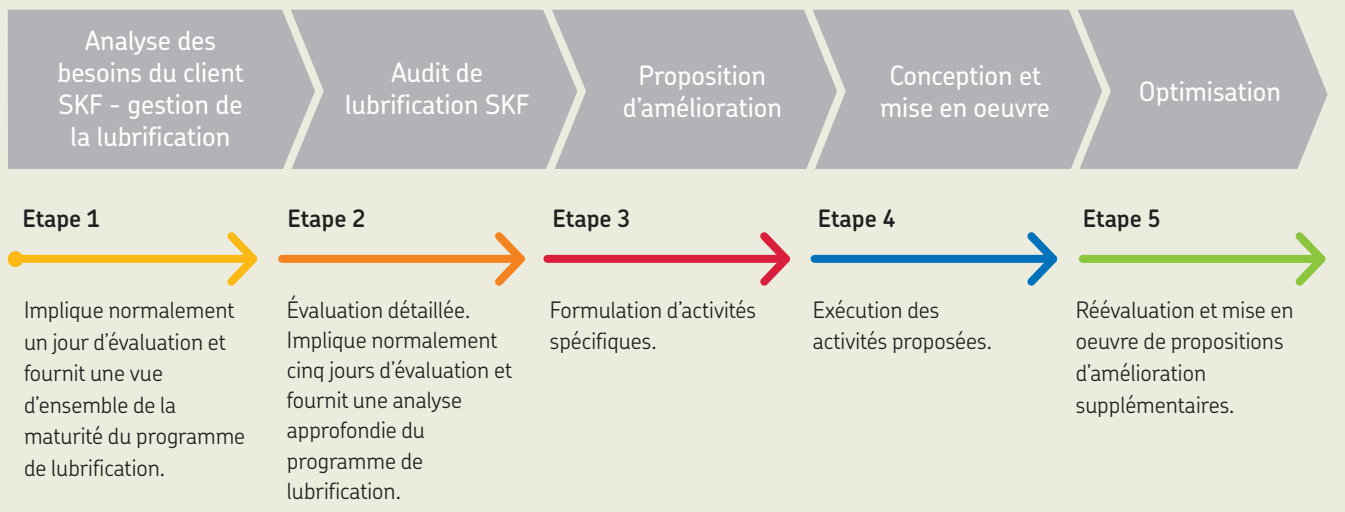 Analyse des
besoins du client
SKF - gestion de
la lubrification
Audit de
lubrification SKF
Proposition
d'amélioration
Conception et
mise en oeuvre
Optimisation
Etape 1
Implique normalement
un jour d'évaluation et
fournit une vue
d'ensemble de la
maturité du programme
de lubrification.
Etape 2
Évaluation détaillée.
Implique normalement
cinq jours d'évaluation et
fournit une analyse
approfondie du
programme de
lubrification.
Etape 3
Formulation d'activités
spécifiques.
Etape 4
Exécution des
activités proposées.
Etape 5
Réévaluation et mise en
oeuvre de propositions
d'amélioration
supplémentaires.